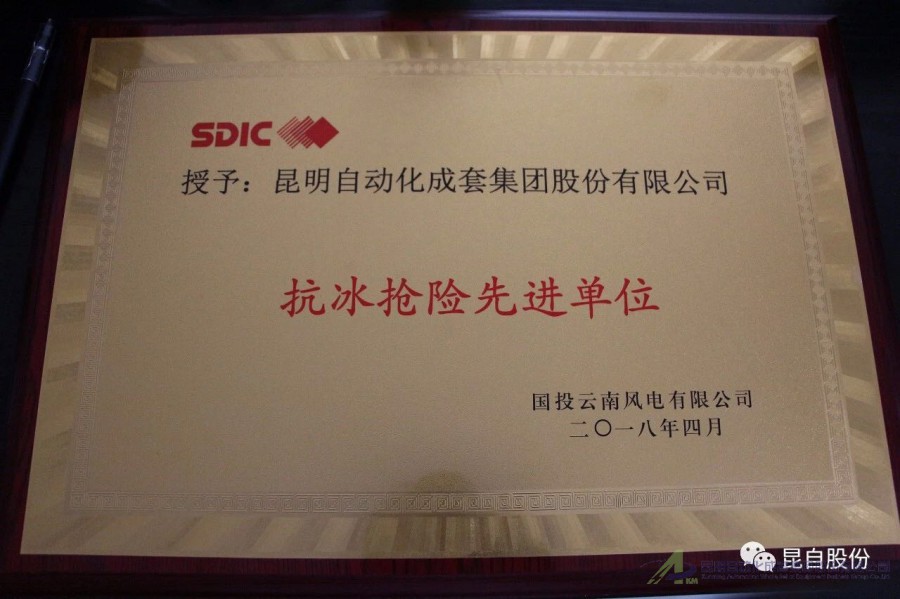 SDIC
授予：昆明自动化成套集团股份有限公司
抗冰抢险先进单位
国投云南风电有限公司
二〇一八年四月
昆自股份
KM